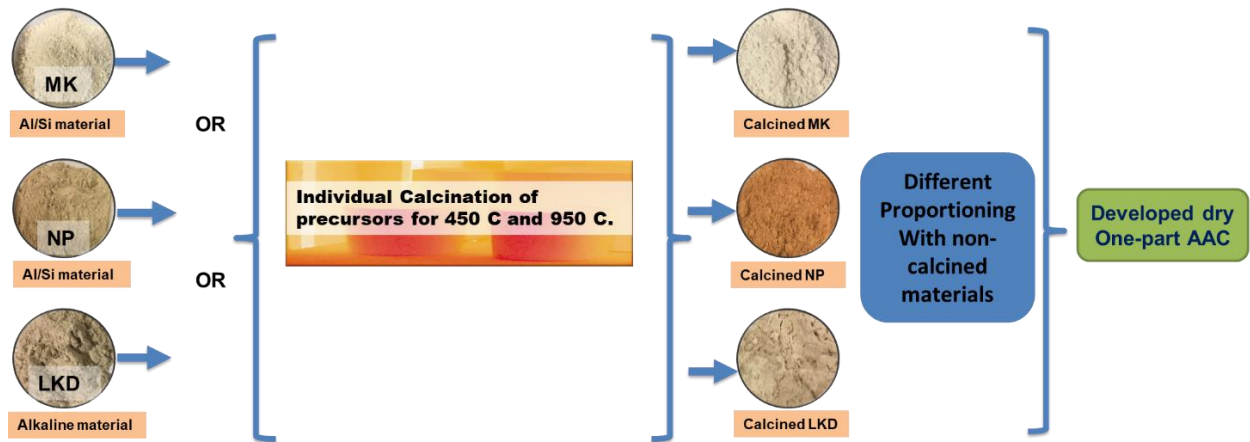 MK
Al/Si material
OR
NP
Al/Si material
OR
LKD
Alkaline material
Individual Calcination of
precursors for 450 C and 950 C.
Calcined MK
Calcined NP
Calcined LKD
Different
Proportioning
With non-
calcined
materials
Developed dry
One-part AAC